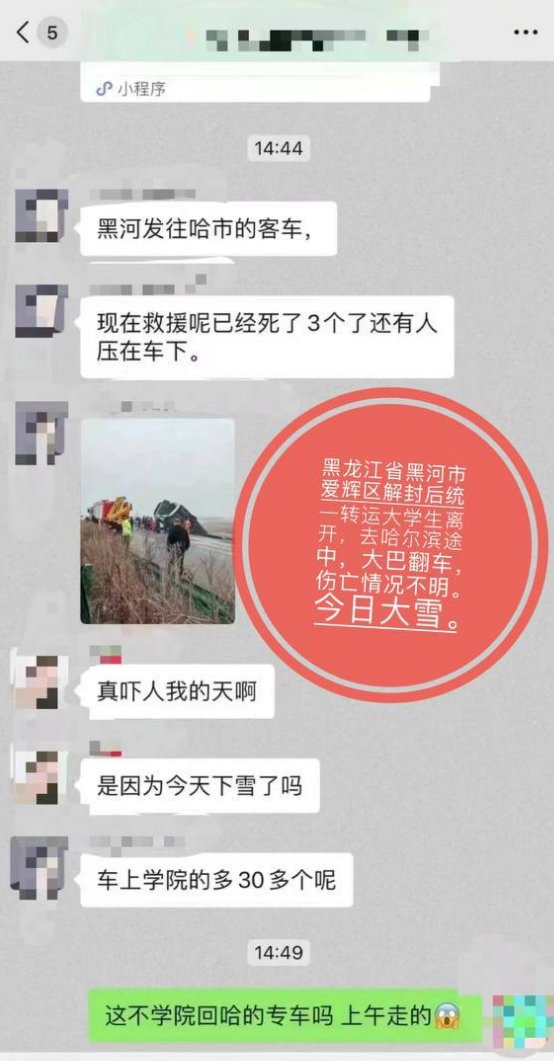 5
小程序
14:44
黑河发往哈市的客车，
现在救援呢已经死了3个了还有人
压在车下。
黑龙江省黑河市
爱辉区解封后统
一转运大学生离
开，去哈尔滨途
中，大巴翻车，
伤亡情况不明。
今日大雪。
真吓人我的天啊
是因为今天下雪了吗
车上学院的多30多个呢
14:49
这不学院回哈的专车吗 上午走的😱